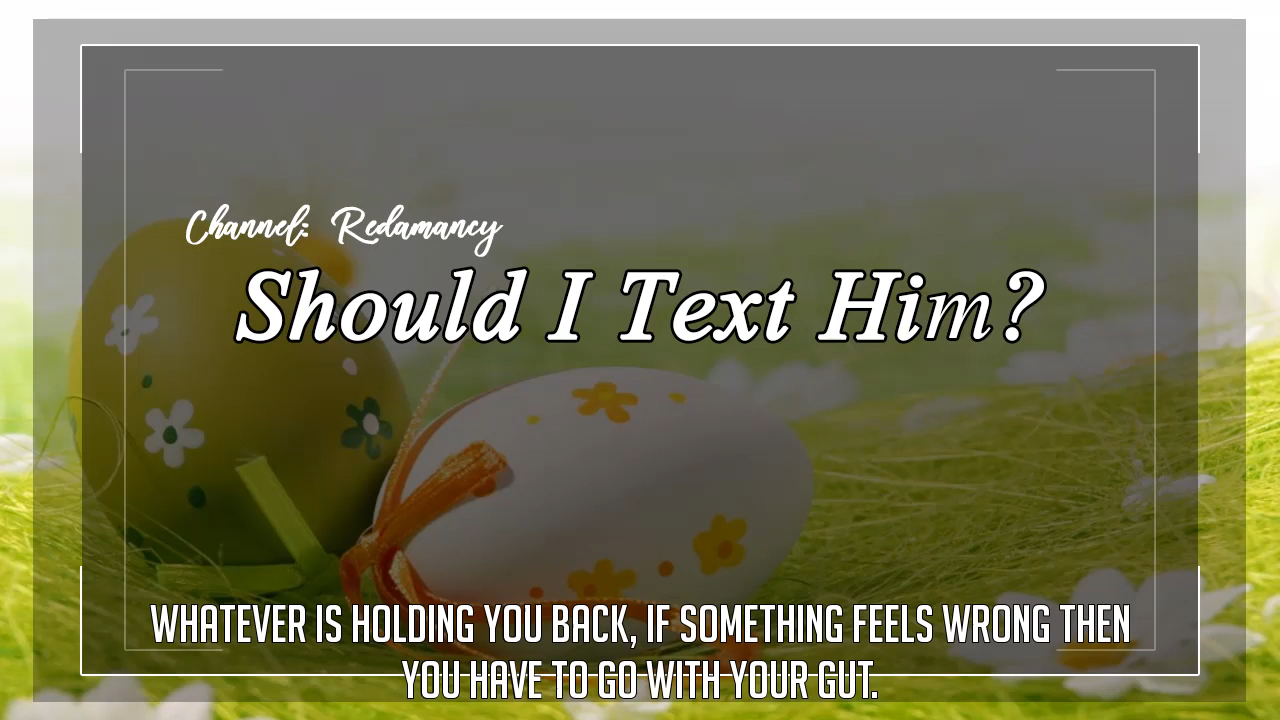 Channel: Redamancy
Should I Text Him?
WHATEVER IS HOLDING YOU BACK, IF SOMETHING FEELS WRONG THEN
YOU HAVE TO GO WITH YOUR GUT.